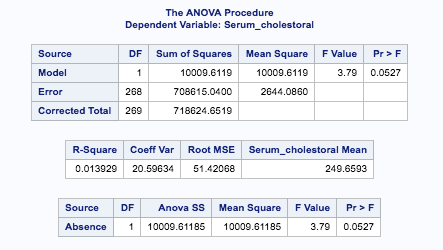 The ANOVA Procedure
Dependent Variable: Serum_cholestoral
Source DF Sum of Squares Mean Square F Value Pr > F
Model 1 10009.6119 10009.6119 3.79 0.0527
Error 268 708615.0400 2644.0860
Corrected Total 269 718624.6519
R-Square Coeff Var Root MSE Serum_cholestoral Mean
0.013929 20.59634 51.42068 249.6593
Source DF Anova SS Mean Square F Value Pr > F
Absence 1 10009.61185 10009.61185 3.79 0.0527